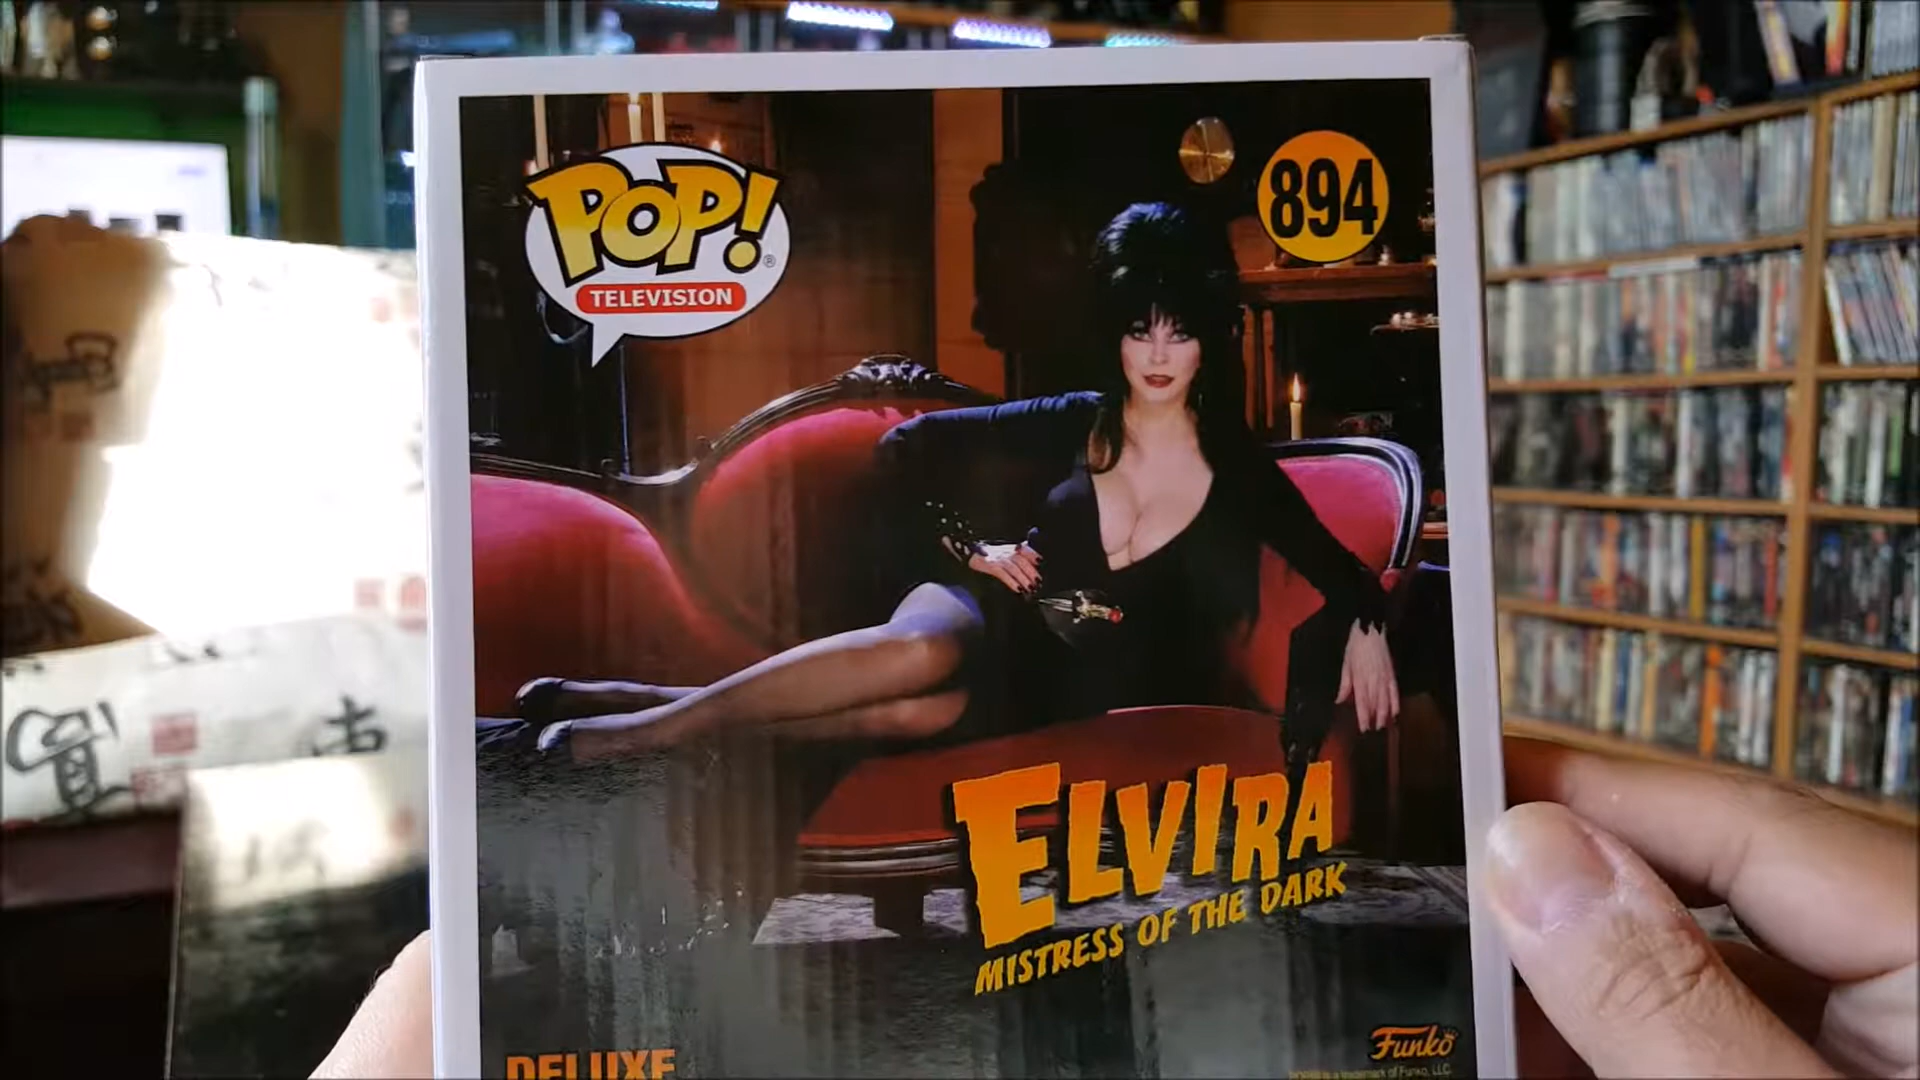 POP!®
TELEVISION
894
ELVIRA
MISTRESS OF THE DARK
DELUXE
Funko